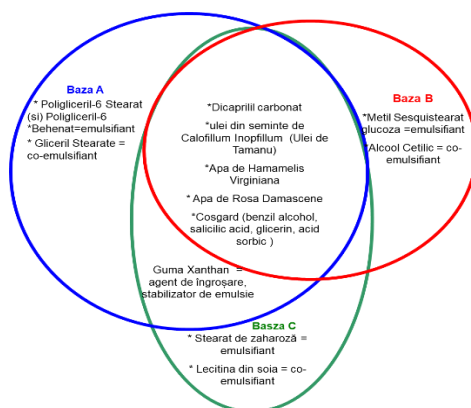 Baza A
* Poligliceril-6 Stearat
(si) Poligliceril-6
*Behenat=emulsifiant
* Gliceril Stearate =
co-emulsifiant
*Dicaprilil carbonat
*ulei din seminte de
Calofillum Inopfillum (Ulei de
Tamanu)
*Apa de Hamamelis
Virginiana
*Apa de Rosa Damascene
*Cosgard (benzil alcohol,
salicilic acid, glicerin, acid
sorbic )
Baza B
*Metil Sesquistearat
glucoza =emulsifiant
*Alcool Cetilic = co-
emulsifiant
Guma Xanthan =
agent de îngroșare,
stabilizator de emulsie
Basza C
* Stearat de zaharoză =
emulsifiant
* Lecitina din soia = co-
emulsifiant